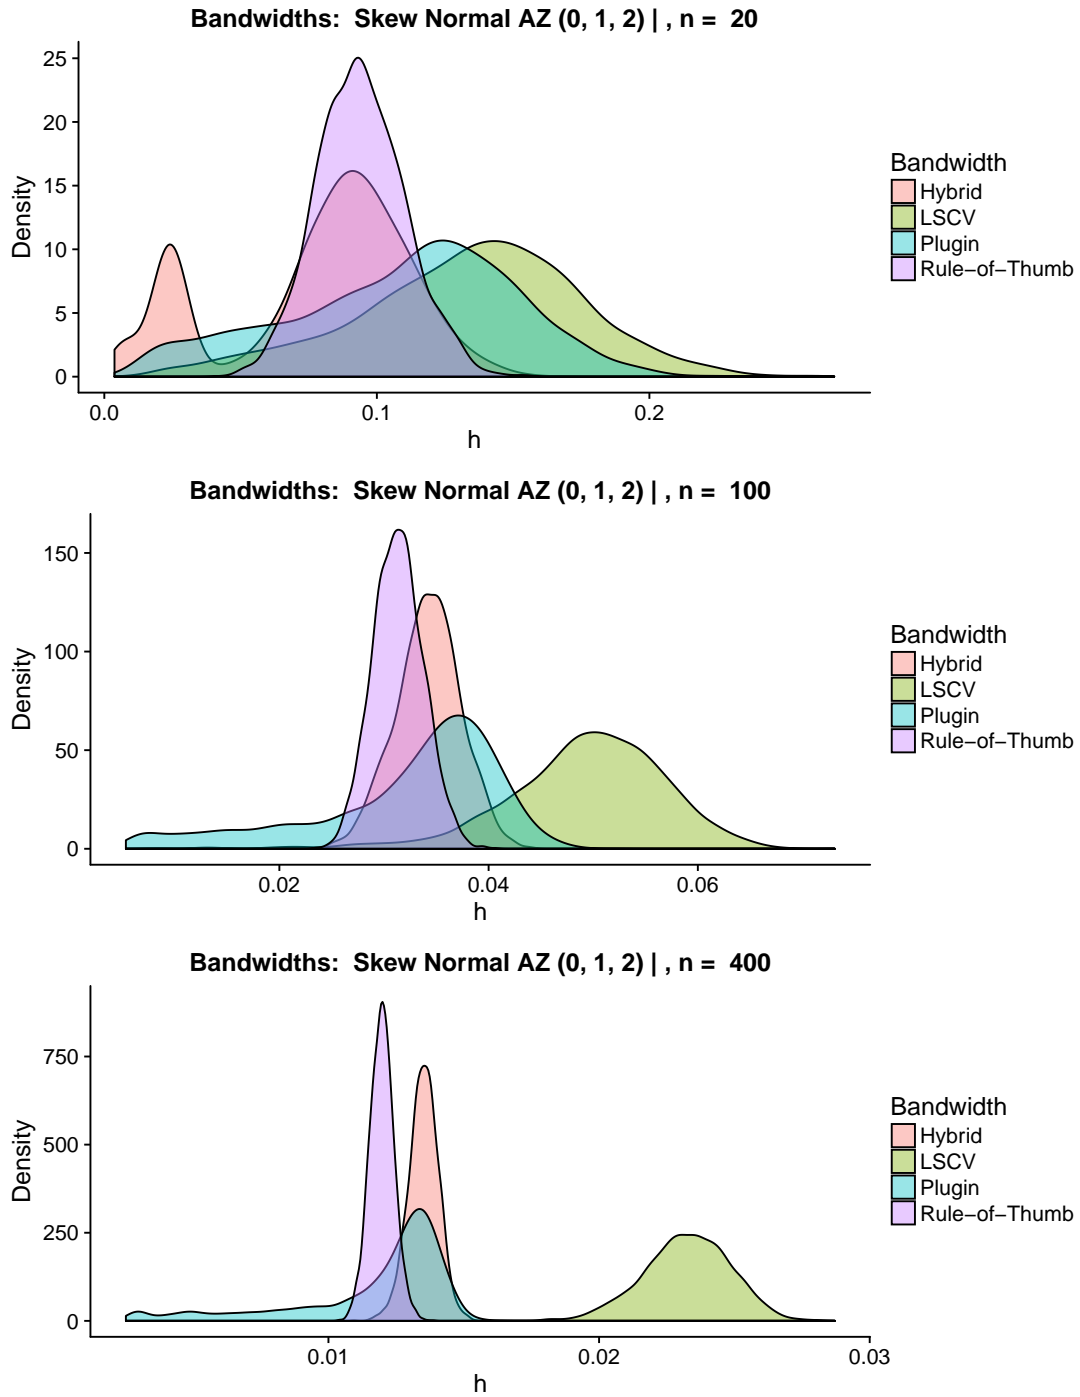 Bandwidths:  Skew Normal AZ (0, 1, 2) | , n =  20
25
20
15
10
5
0
Density
0.0
0.1
0.2
h
Bandwidth
Hybrid
LSCV
Plugin
Rule−of−Thumb
Bandwidths:  Skew Normal AZ (0, 1, 2) | , n =  100
150
100
50
0
Density
0.02
0.04
0.06
h
Bandwidth
Hybrid
LSCV
Plugin
Rule−of−Thumb
Bandwidths:  Skew Normal AZ (0, 1, 2) | , n =  400
750
500
250
0
Density
0.01
0.02
0.03
h
Bandwidth
Hybrid
LSCV
Plugin
Rule−of−Thumb